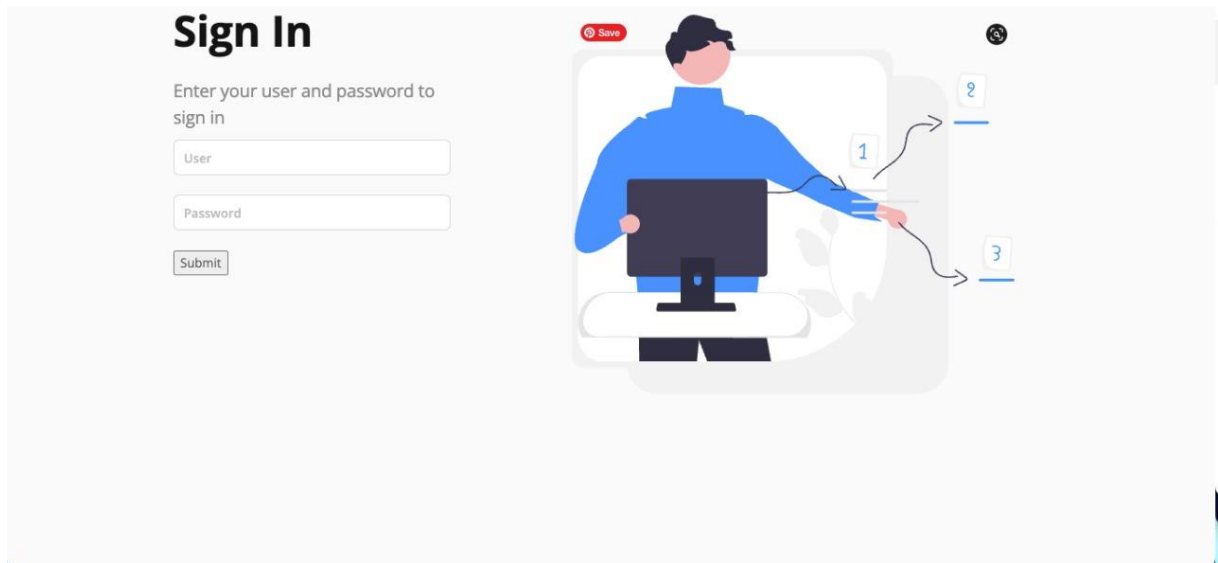 Sign In
Enter your user and password to
sign in
User
Password
Submit
Save
1
2
3